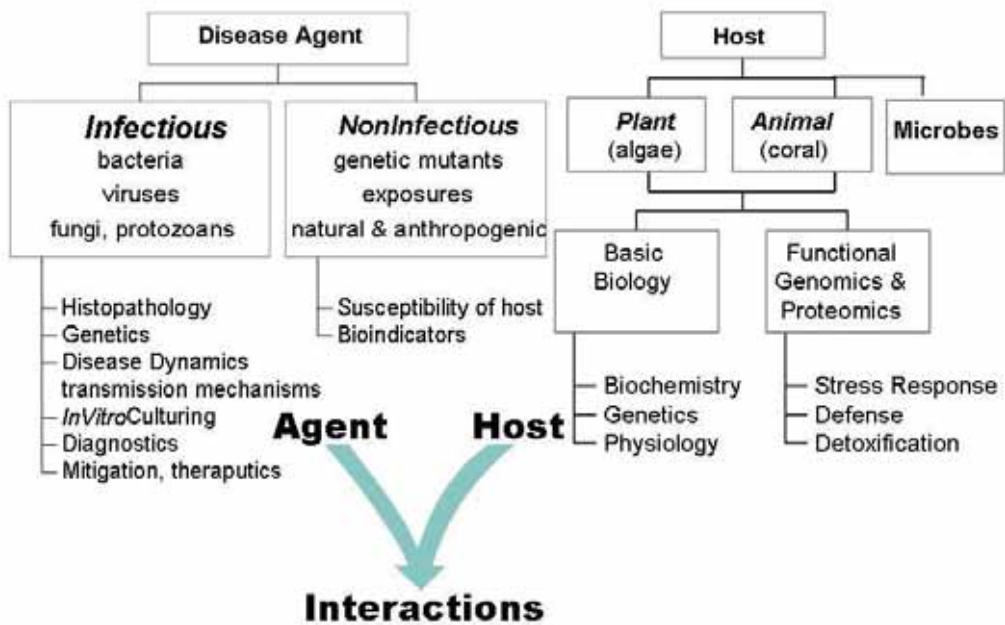 Disease Agent
Infectious
bacteria
viruses
fungi, protozoans
NonInfectious
genetic mutants
exposures
natural & anthropogenic
Histopathology
Genetics
Disease Dynamics
transmission mechanisms
InVitroCulturing
Diagnostics
Mitigation, theraputics
Susceptibility of host
Bioindicators
Host
Plant
(algae)
Animal
(coral)
Microbes
Basic
Biology
Functional
Genomics &
Proteomics
Biochemistry
Genetics
Physiology
Stress Response
Defense
Detoxification
Agent
Host
Interactions